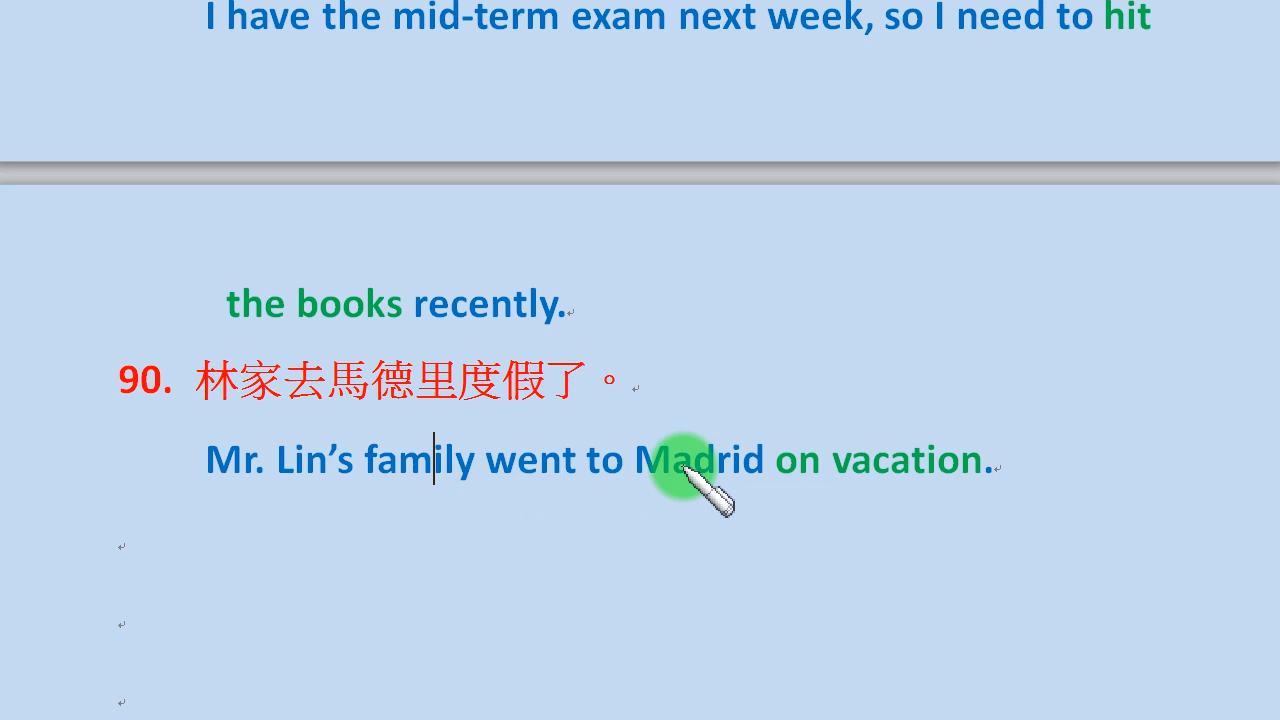 I have the mid-term exam next week, so I need to hit
the books recently.
90. 林家去馬德里度假了。
Mr. Lin’s family went to Madrid on vacation.